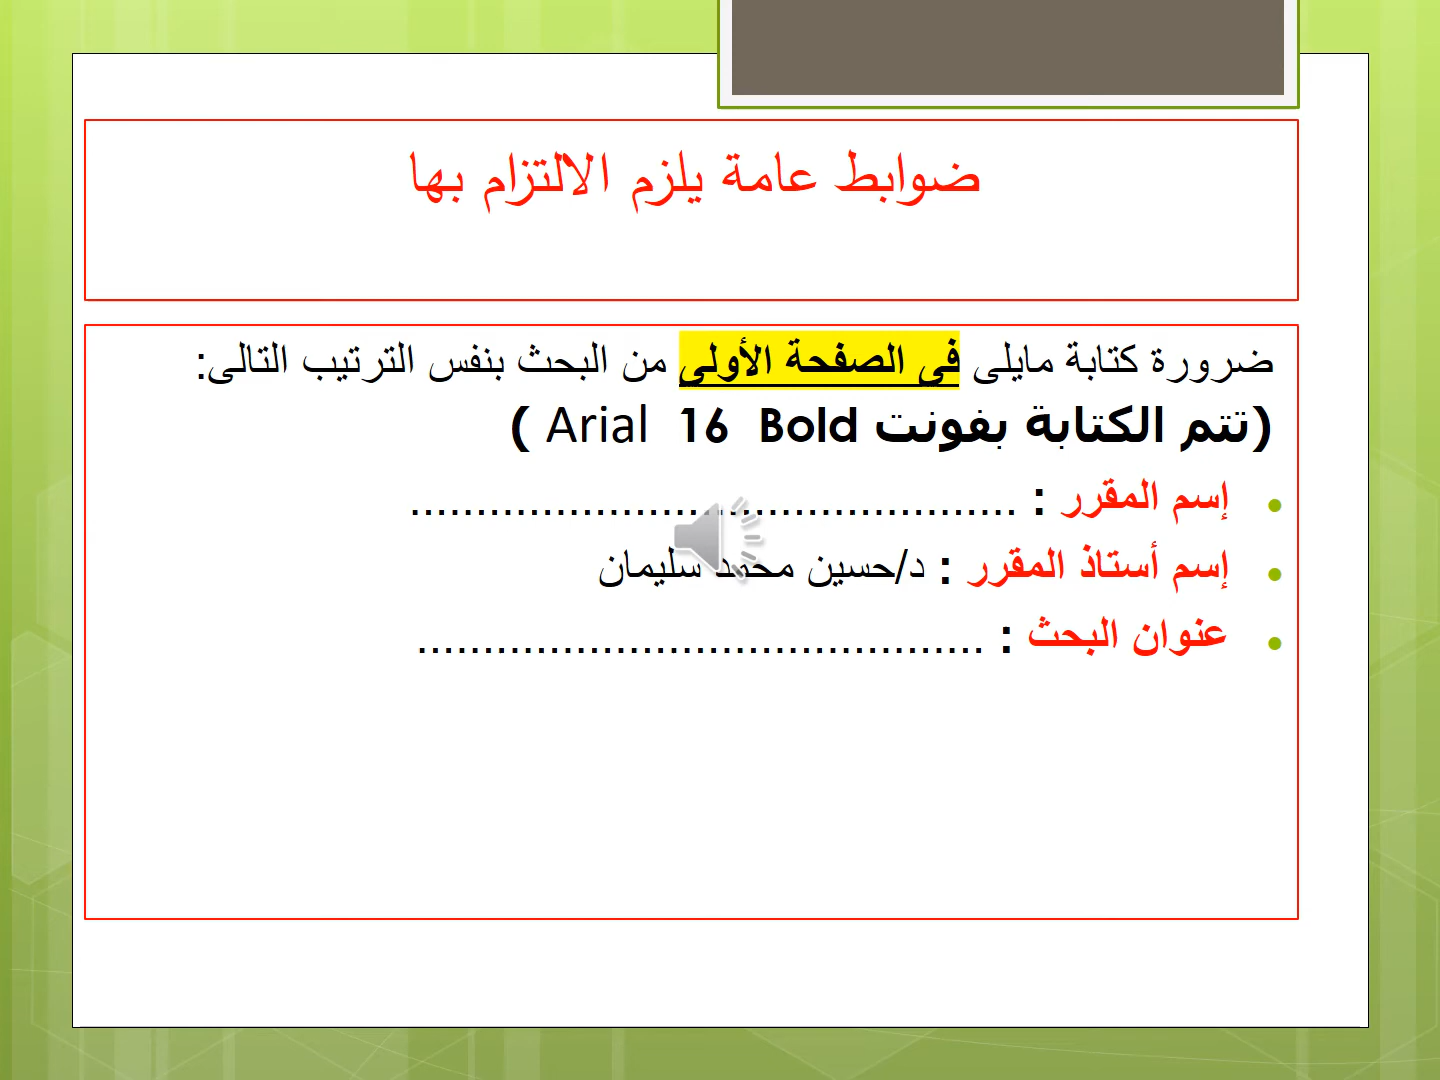 ضوابط عامة يلزم الالتزام بها
ضرورة كتابة مايلى فى الصفحة الأولى من البحث بنفس الترتيب التالى:
(تتم الكتابة بفونت Arial 16 Bold )
إسم المقرر : ..............................................
إسم أستاذ المقرر : د/حسين محمد سليمان
عنوان البحث : ...........................................